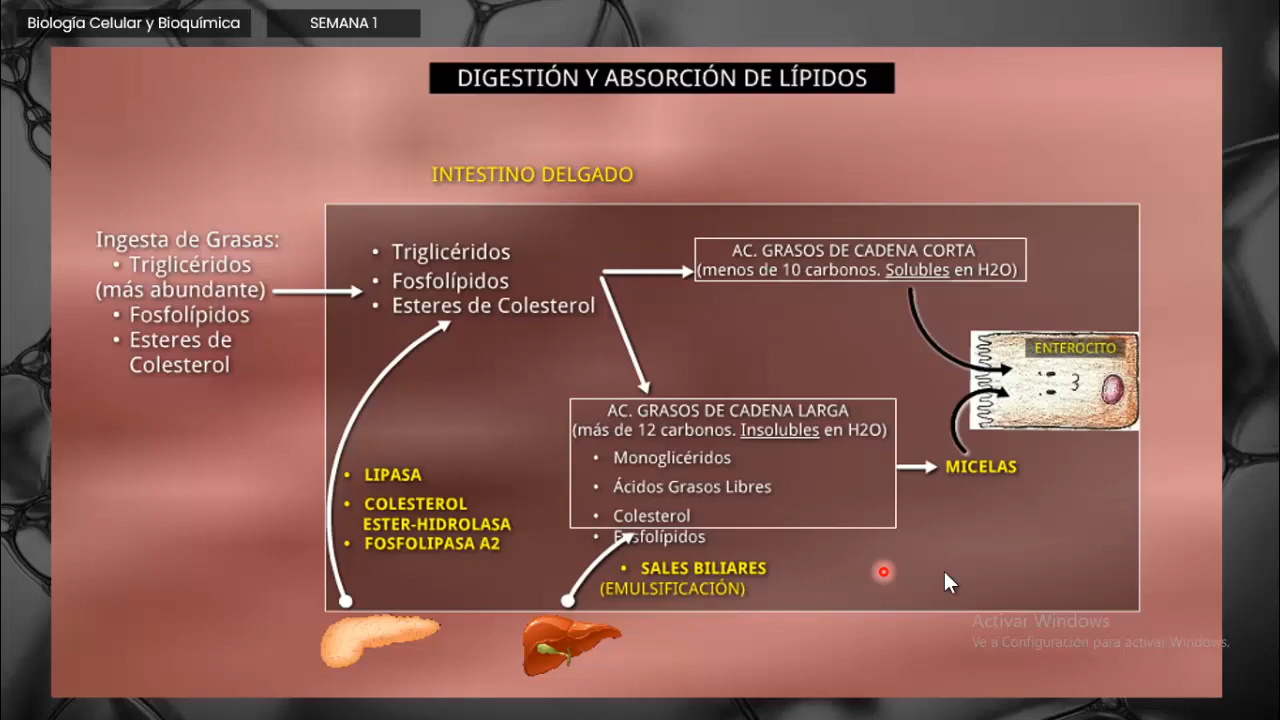 Biología Celular y Bioquímica
SEMANA 1
DIGESTIÓN Y ABSORCIÓN DE LÍPIDOS
INTESTINO DELGADO
Ingesta de Grasas:
• Triglicéridos
(más abundante)
• Fosfolípidos
• Esteres de
Colesterol
• Triglicéridos
• Fosfolípidos
• Esteres de Colesterol
AC. GRASOS DE CADENA CORTA
(menos de 10 carbonos. Solubles en H2O)
ENTEROCITO
AC. GRASOS DE CADENA LARGA
(más de 12 carbonos. Insolubles en H2O)
• Monoglicéridos
• Ácidos Grasos Libres
• Colesterol
• Fosfolípidos
MICELAS
• LIPASA
• COLESTEROL
ESTER-HIDROLASA
• FOSFOLIPASA A2
• SALES BILIARES
(EMULSIFICACIÓN)
Activar Windows
Ve a Configuración para activar Windows.